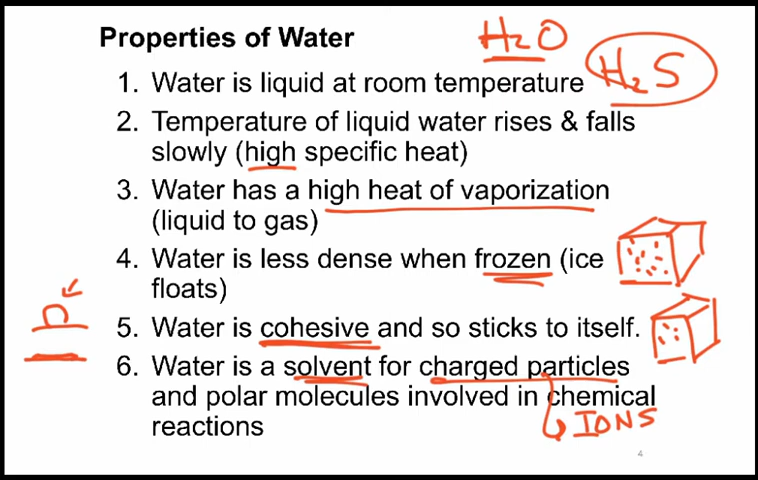 Properties of Water
H2O
1. Water is liquid at room temperature
H2S
2. Temperature of liquid water rises & falls
slowly (high specific heat)
3. Water has a high heat of vaporization
(liquid to gas)
4. Water is less dense when frozen (ice
floats)
5. Water is cohesive and so sticks to itself.
6. Water is a solvent for charged particles
and polar molecules involved in chemical
reactions
IONS
4